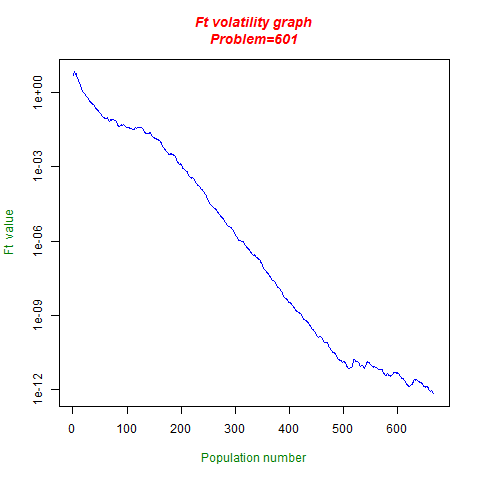 Ft volatility graph
Problem=601
Ft value
1e+00
1e-03
1e-06
1e-09
1e-12
0 100 200 300 400 500 600
Population number